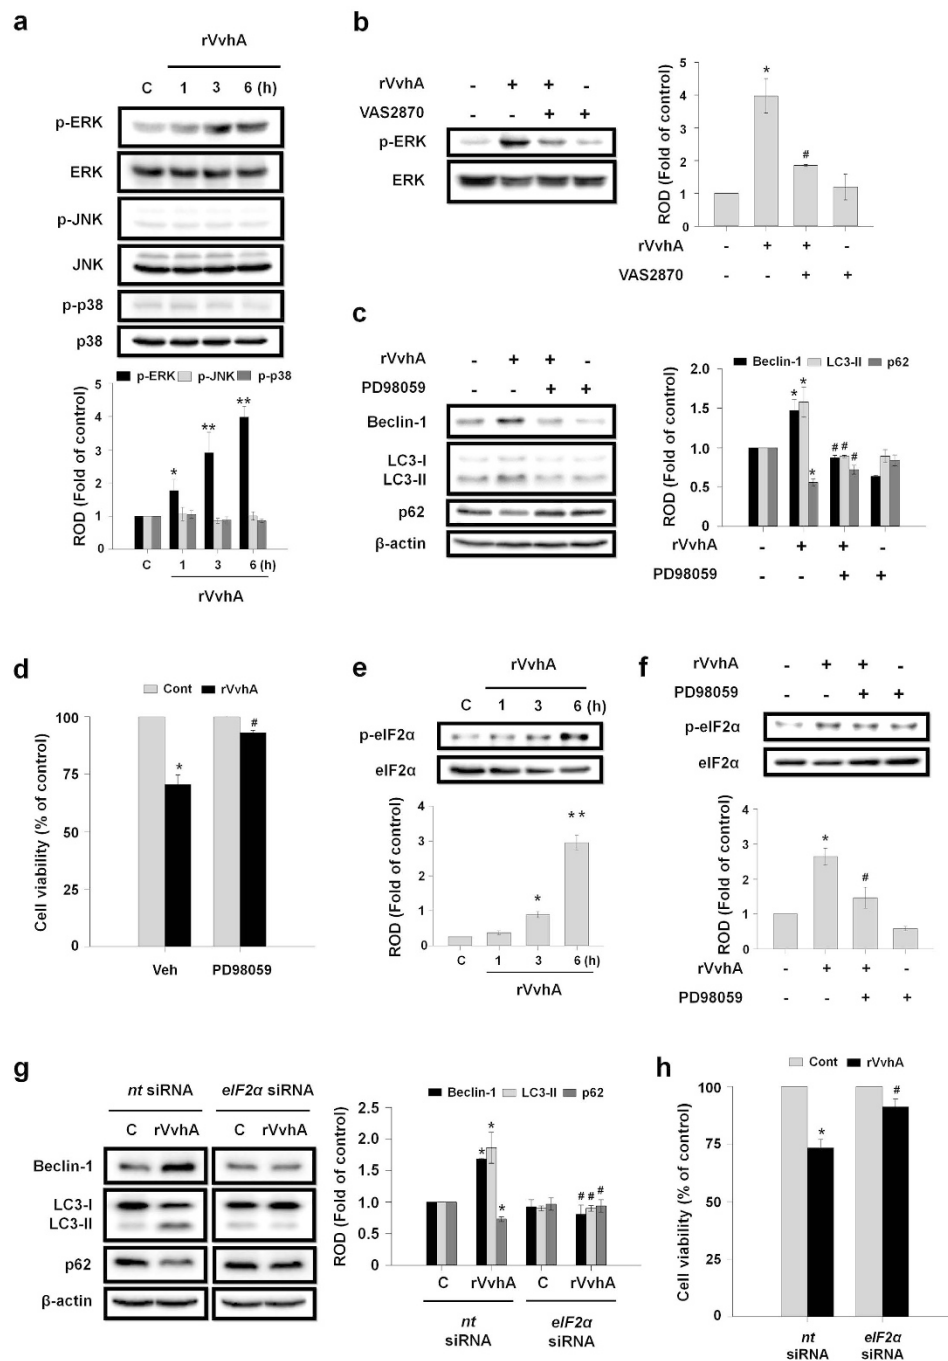 a
rVvhA
C 1 3 6 (h)
p-ERK
ERK
p-JNK
JNK
p-p38
p38
p-ERK p-JNK p-p38
ROD (Fold of control)
5
4
3
2
1
0
* ** **
C 1 3 6 (h)
rVvhA
b
rVvhA - + + -
VAS2870 - - + +
p-ERK
ERK
ROD (Fold of control)
5
4
3
2
1
0
* #
rVvhA - + + -
VAS2870 - - + +
c
rVvhA - + + -
PD98059 - - + +
Beclin-1
LC3-I
LC3-II
p62
β-actin
Beclin-1 LC3-II p62
ROD (Fold of control)
2.0
1.5
1.0
0.5
0.0
* * * # # #
rVvhA - + + -
PD98059 - - + +
d
Cont rVvhA
Cell viability (% of control)
100
75
50
25
0
* #
Veh PD98059
e
rVvhA
C 1 3 6 (h)
p-eIF2α
eIF2α
ROD (Fold of control)
4
3
2
1
0
* **
C 1 3 6 (h)
rVvhA
f
rVvhA - + + -
PD98059 - - + +
p-eIF2α
eIF2α
ROD (Fold of control)
4
3
2
1
0
* #
rVvhA - + + -
PD98059 - - + +
g
nt siRNA eIF2α siRNA
C rVvhA C rVvhA
Beclin-1
LC3-I
LC3-II
p62
β-actin
Beclin-1 LC3-II p62
ROD (Fold of control)
2.5
2.0
1.5
1.0
0.5
0.0
* * * # # #
C rVvhA C rVvhA
nt eIF2α
siRNA siRNA
h
Cont rVvhA
Cell viability (% of control)
100
75
50
25
0
* #
nt eIF2α
siRNA siRNA